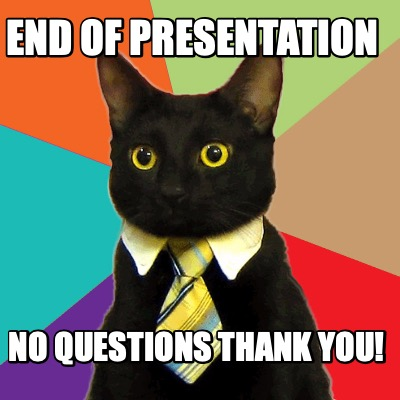 END OF PRESENTATION
NO QUESTIONS THANK YOU!